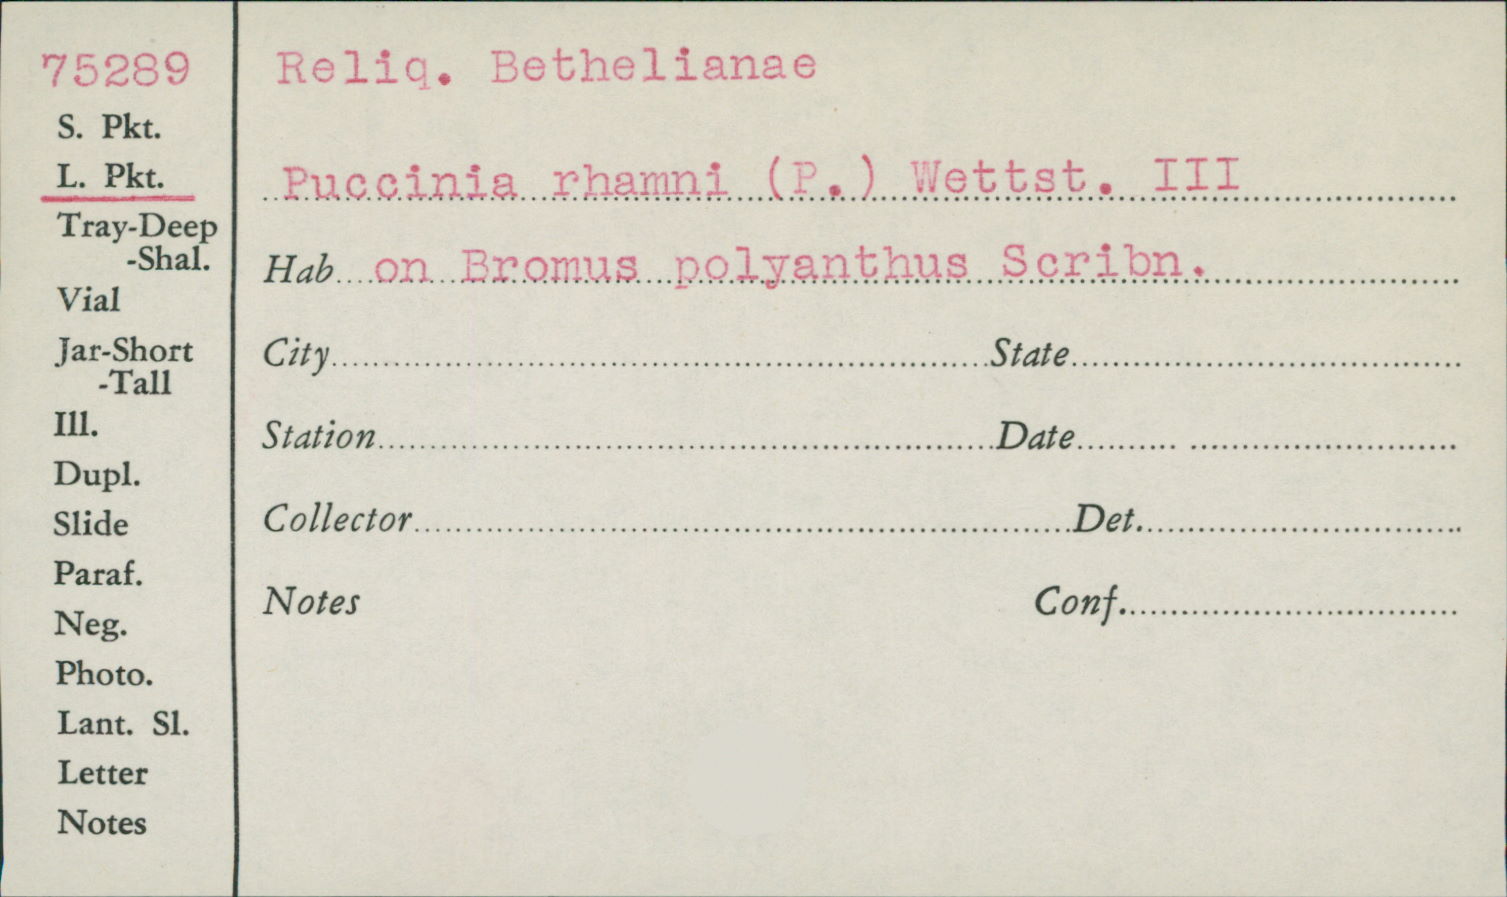 75289
S. Pkt.
L. Pkt.
Tray-Deep
-Shal.
Vial
Jar-Short
-Tall
Ill.
Dupl.
Slide
Paraf.
Neg.
Photo.
Lant. Sl.
Letter
Notes
Reliq. Bethelianae
Puccinia rhamni (P.) Wettst. III
Hab on Bromus polyanthus Scribn.
City State
Station Date
Collector Det.
Notes Conf.